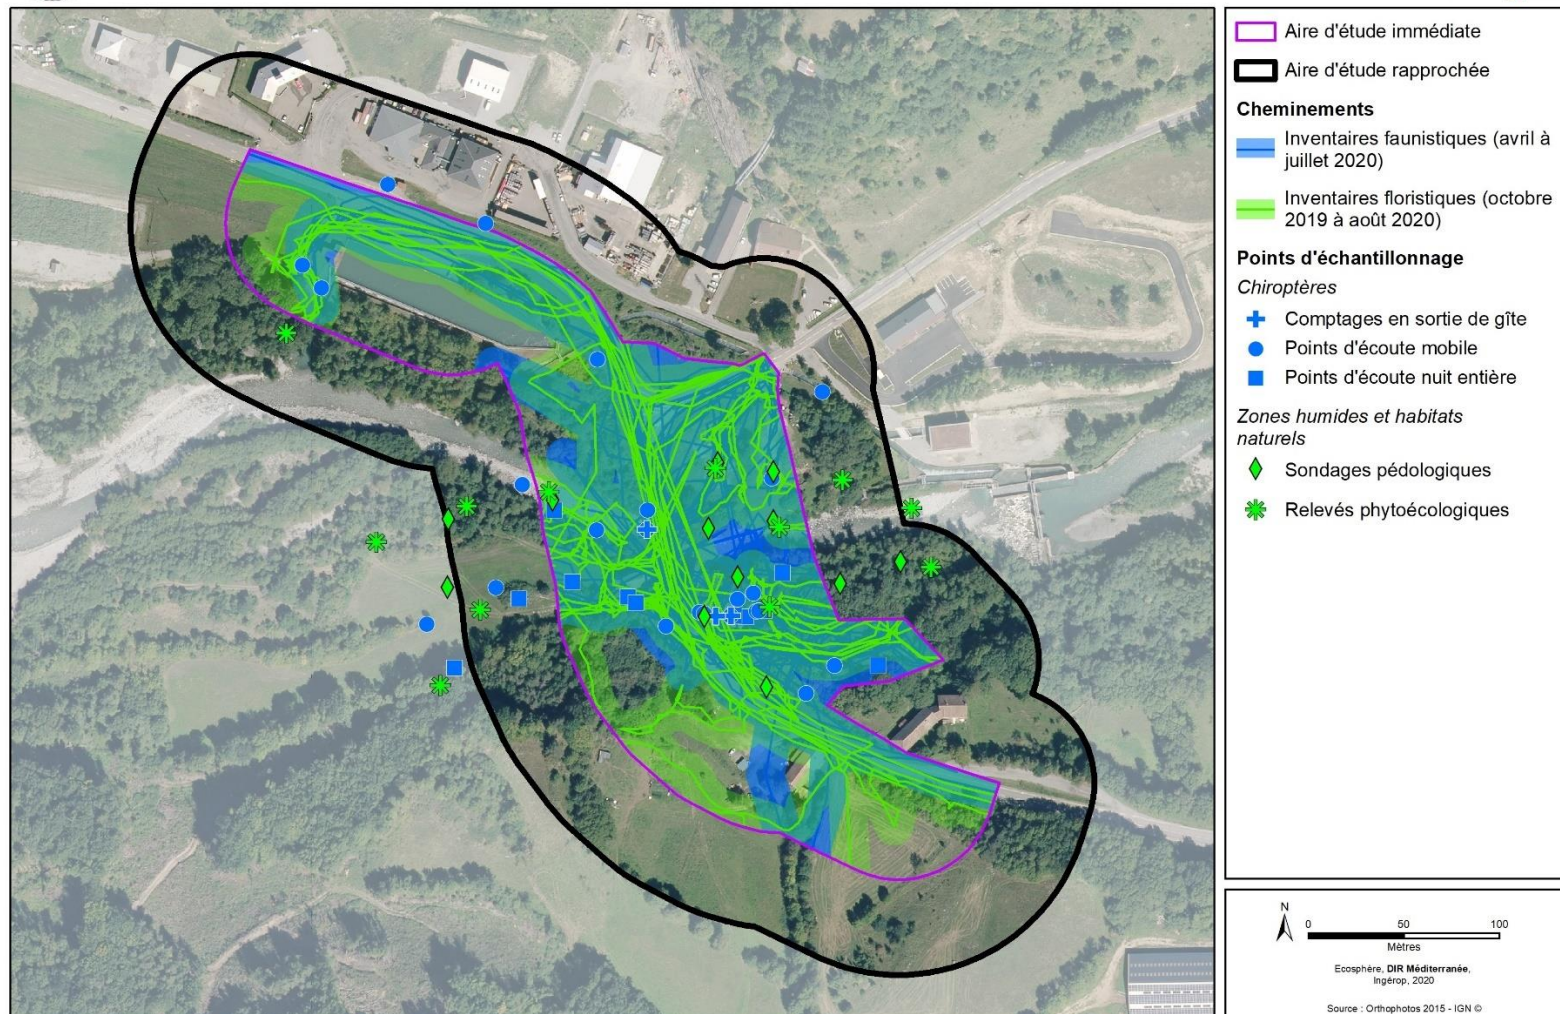 Aire d'étude immédiate
Aire d'étude rapprochée
Cheminements
Inventaires faunistiques (avril à
juillet 2020)
Inventaires floristiques (octobre
2019 à août 2020)
Points d'échantillonnage
Chiroptères
Comptages en sortie de gîte
Points d'écoute mobile
Points d'écoute nuit entière
Zones humides et habitats
naturels
Sondages pédologiques
Relevés phytoécologiques
N
0 50 100
Mètres
Ecosphère, DIR Méditerranée,
Ingérop, 2020
Source : Orthophotos 2015 - IGN ©